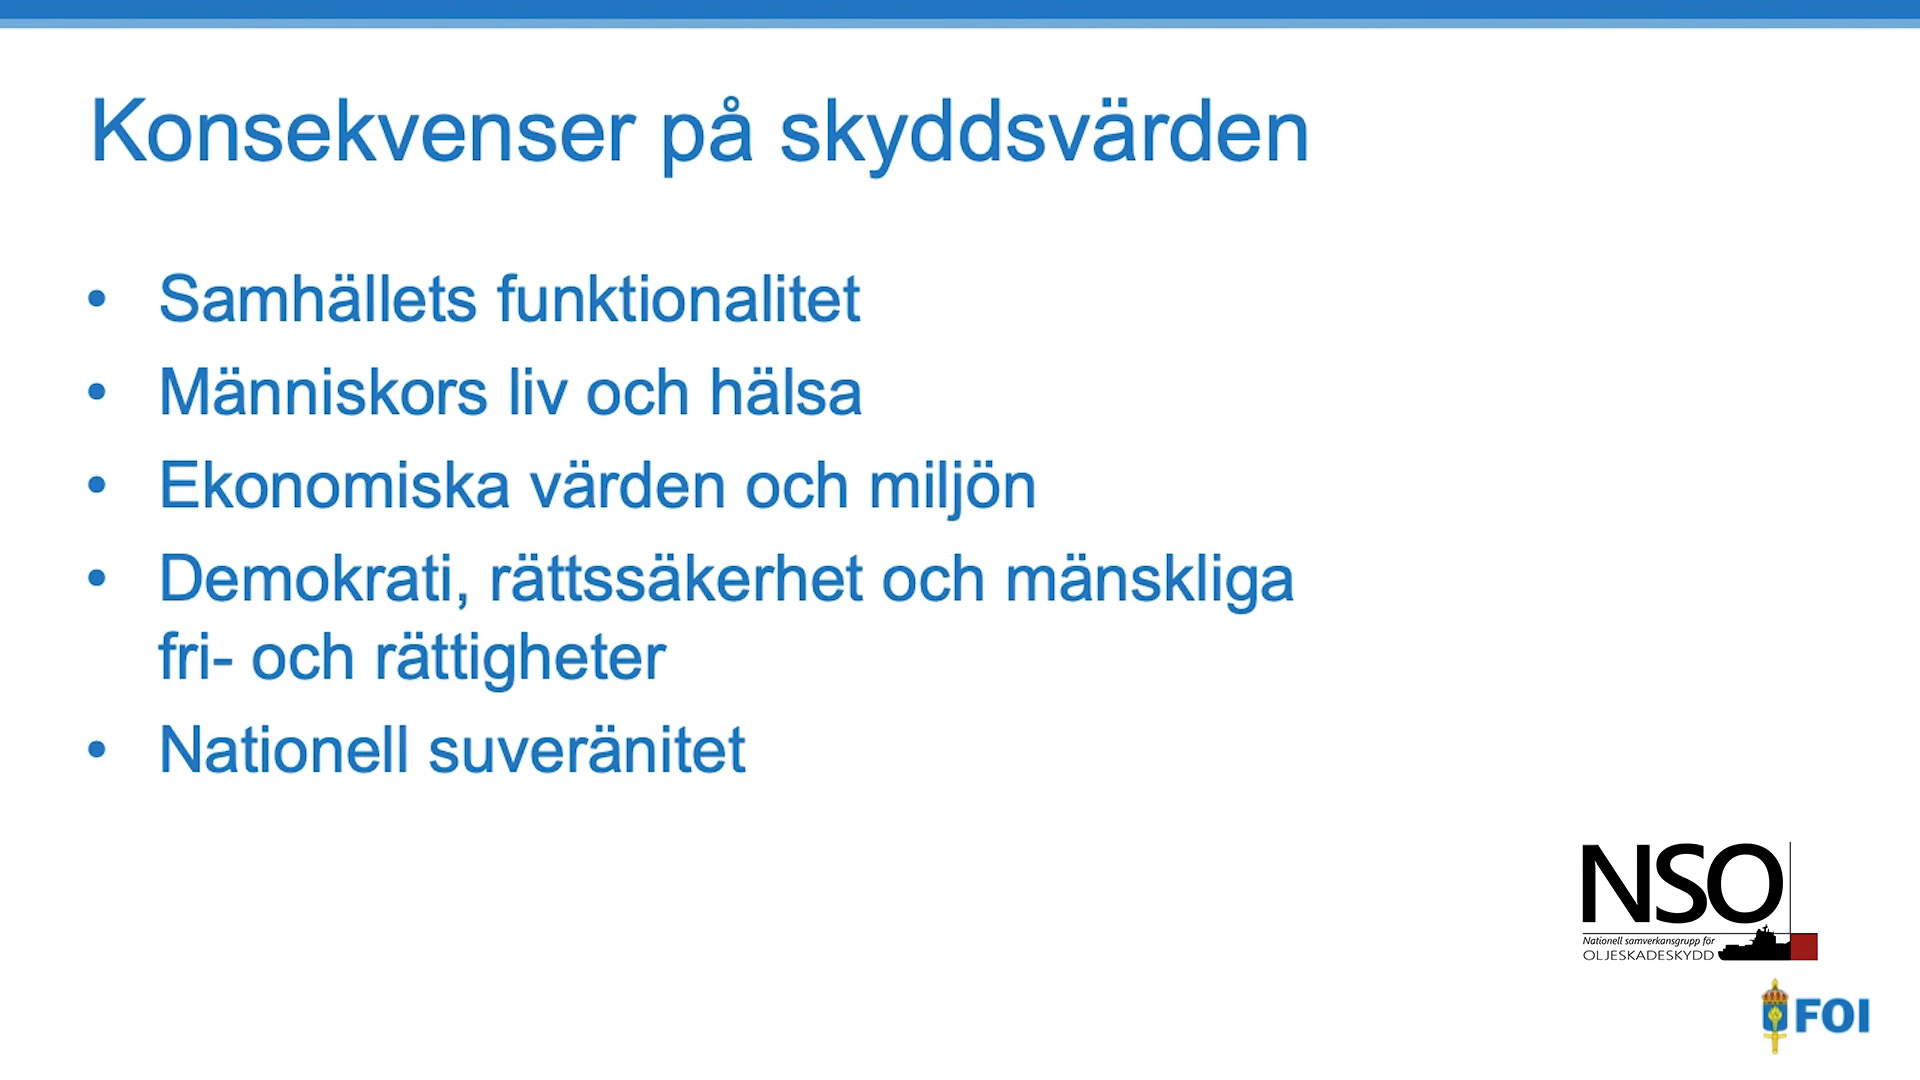 Konsekvenser på skyddsvärden
• Samhällets funktionalitet
• Människors liv och hälsa
• Ekonomiska värden och miljön
• Demokrati, rättssäkerhet och mänskliga
fri- och rättigheter
• Nationell suveränitet
NSO
Nationell samverkansgrupp för
OLJESKADESKYDD
FOI